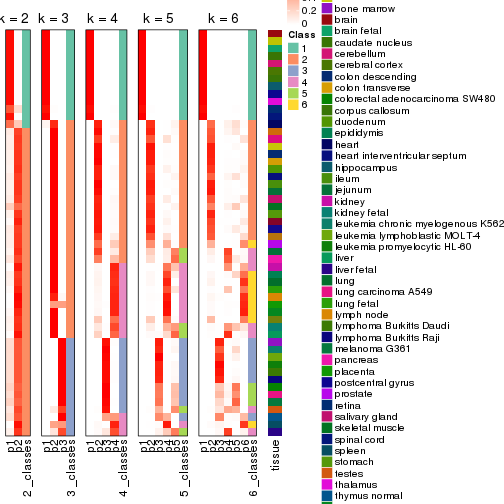 k = 2
k = 3
k = 4
k = 5
k = 6
0.2
0
Class
1
2
3
4
5
6
bone marrow
brain
brain fetal
caudate nucleus
cerebellum
cerebral cortex
colon descending
colon transverse
colorectal adenocarcinoma SW480
corpus callosum
duodenum
epididymis
heart
heart interventricular septum
hippocampus
ileum
jejunum
kidney
kidney fetal
leukemia chronic myelogenous K562
leukemia lymphoblastic MOLT-4
leukemia promyelocytic HL-60
liver
liver fetal
lung
lung carcinoma A549
lung fetal
lymph node
lymphoma Burkitts Daudi
lymphoma Burkitts Raji
melanoma G361
pancreas
placenta
postcentral gyrus
prostate
retina
salivary gland
skeletal muscle
spinal cord
spleen
stomach
testes
thalamus
thymus normal
p1
p2
2_classes
p1
p2
p3
3_classes
p1
p2
p3
p4
4_classes
p1
p2
p3
p4
p5
5_classes
p1
p2
p3
p4
p5
p6
6_classes
tissue